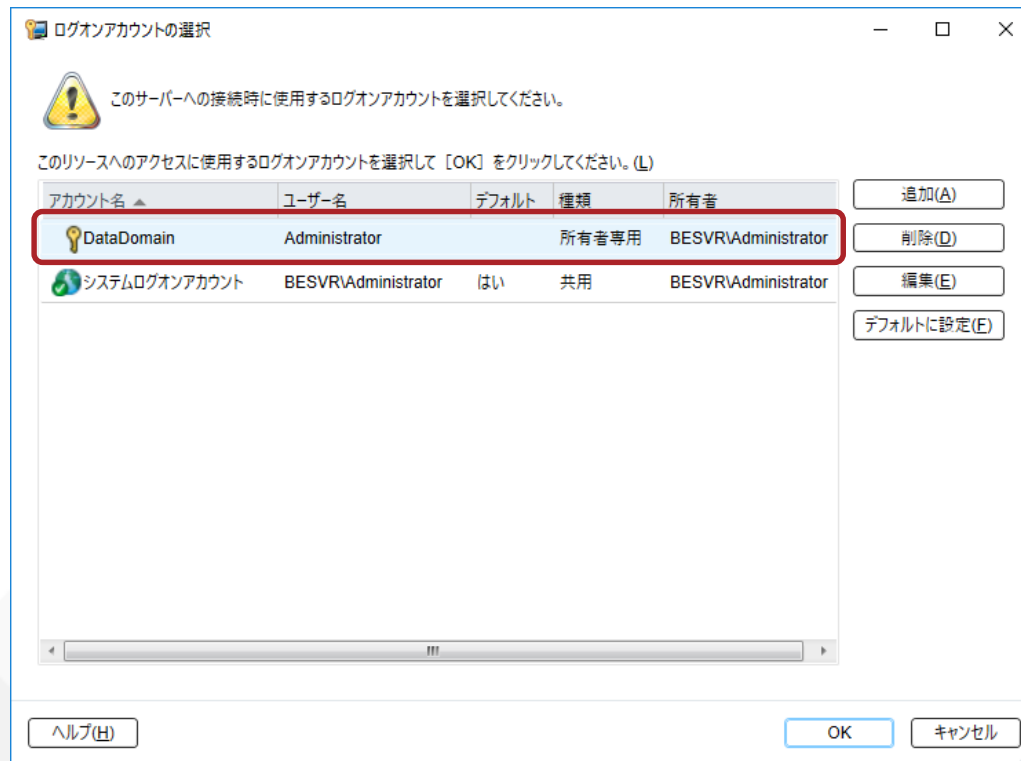 ログオンアカウントの選択
このサーバーへの接続時に使用するログオンアカウントを選択してください。
このリソースへのアクセスに使用するログオンアカウントを選択して [OK] をクリックしてください。(L)
アカウント名 ユーザー名 デフォルト 種類 所有者
DataDomain Administrator 所有者専用 BESVR\Administrator
システムログオンアカウント BESVR\Administrator はい 共用 BESVR\Administrator
追加(A)
削除(D)
編集(E)
デフォルトに設定(F)
ヘルプ(H) OK キャンセル